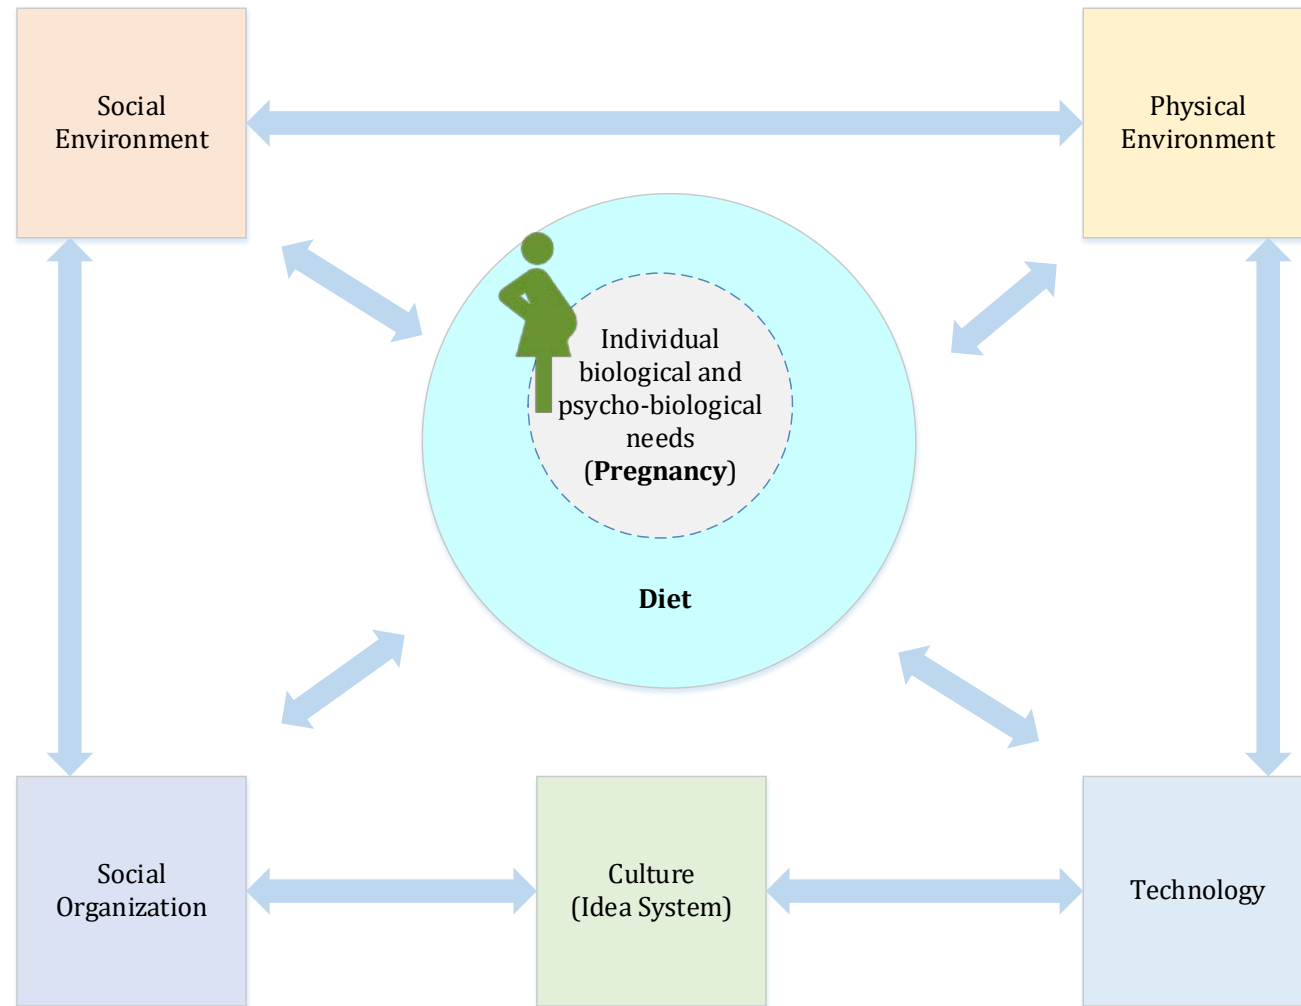 Social
Environment
Physical
Environment
Individual
biological and
psycho-biological
needs
(Pregnancy)
Diet
Social
Organization
Culture
(Idea System)
Technology